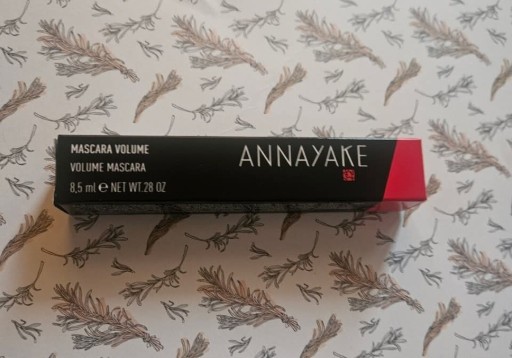 MASCARA VOLUME
VOLUME MASCARA
8,5 ml ℮ NET WT.28 OZ
ANNAYAKE